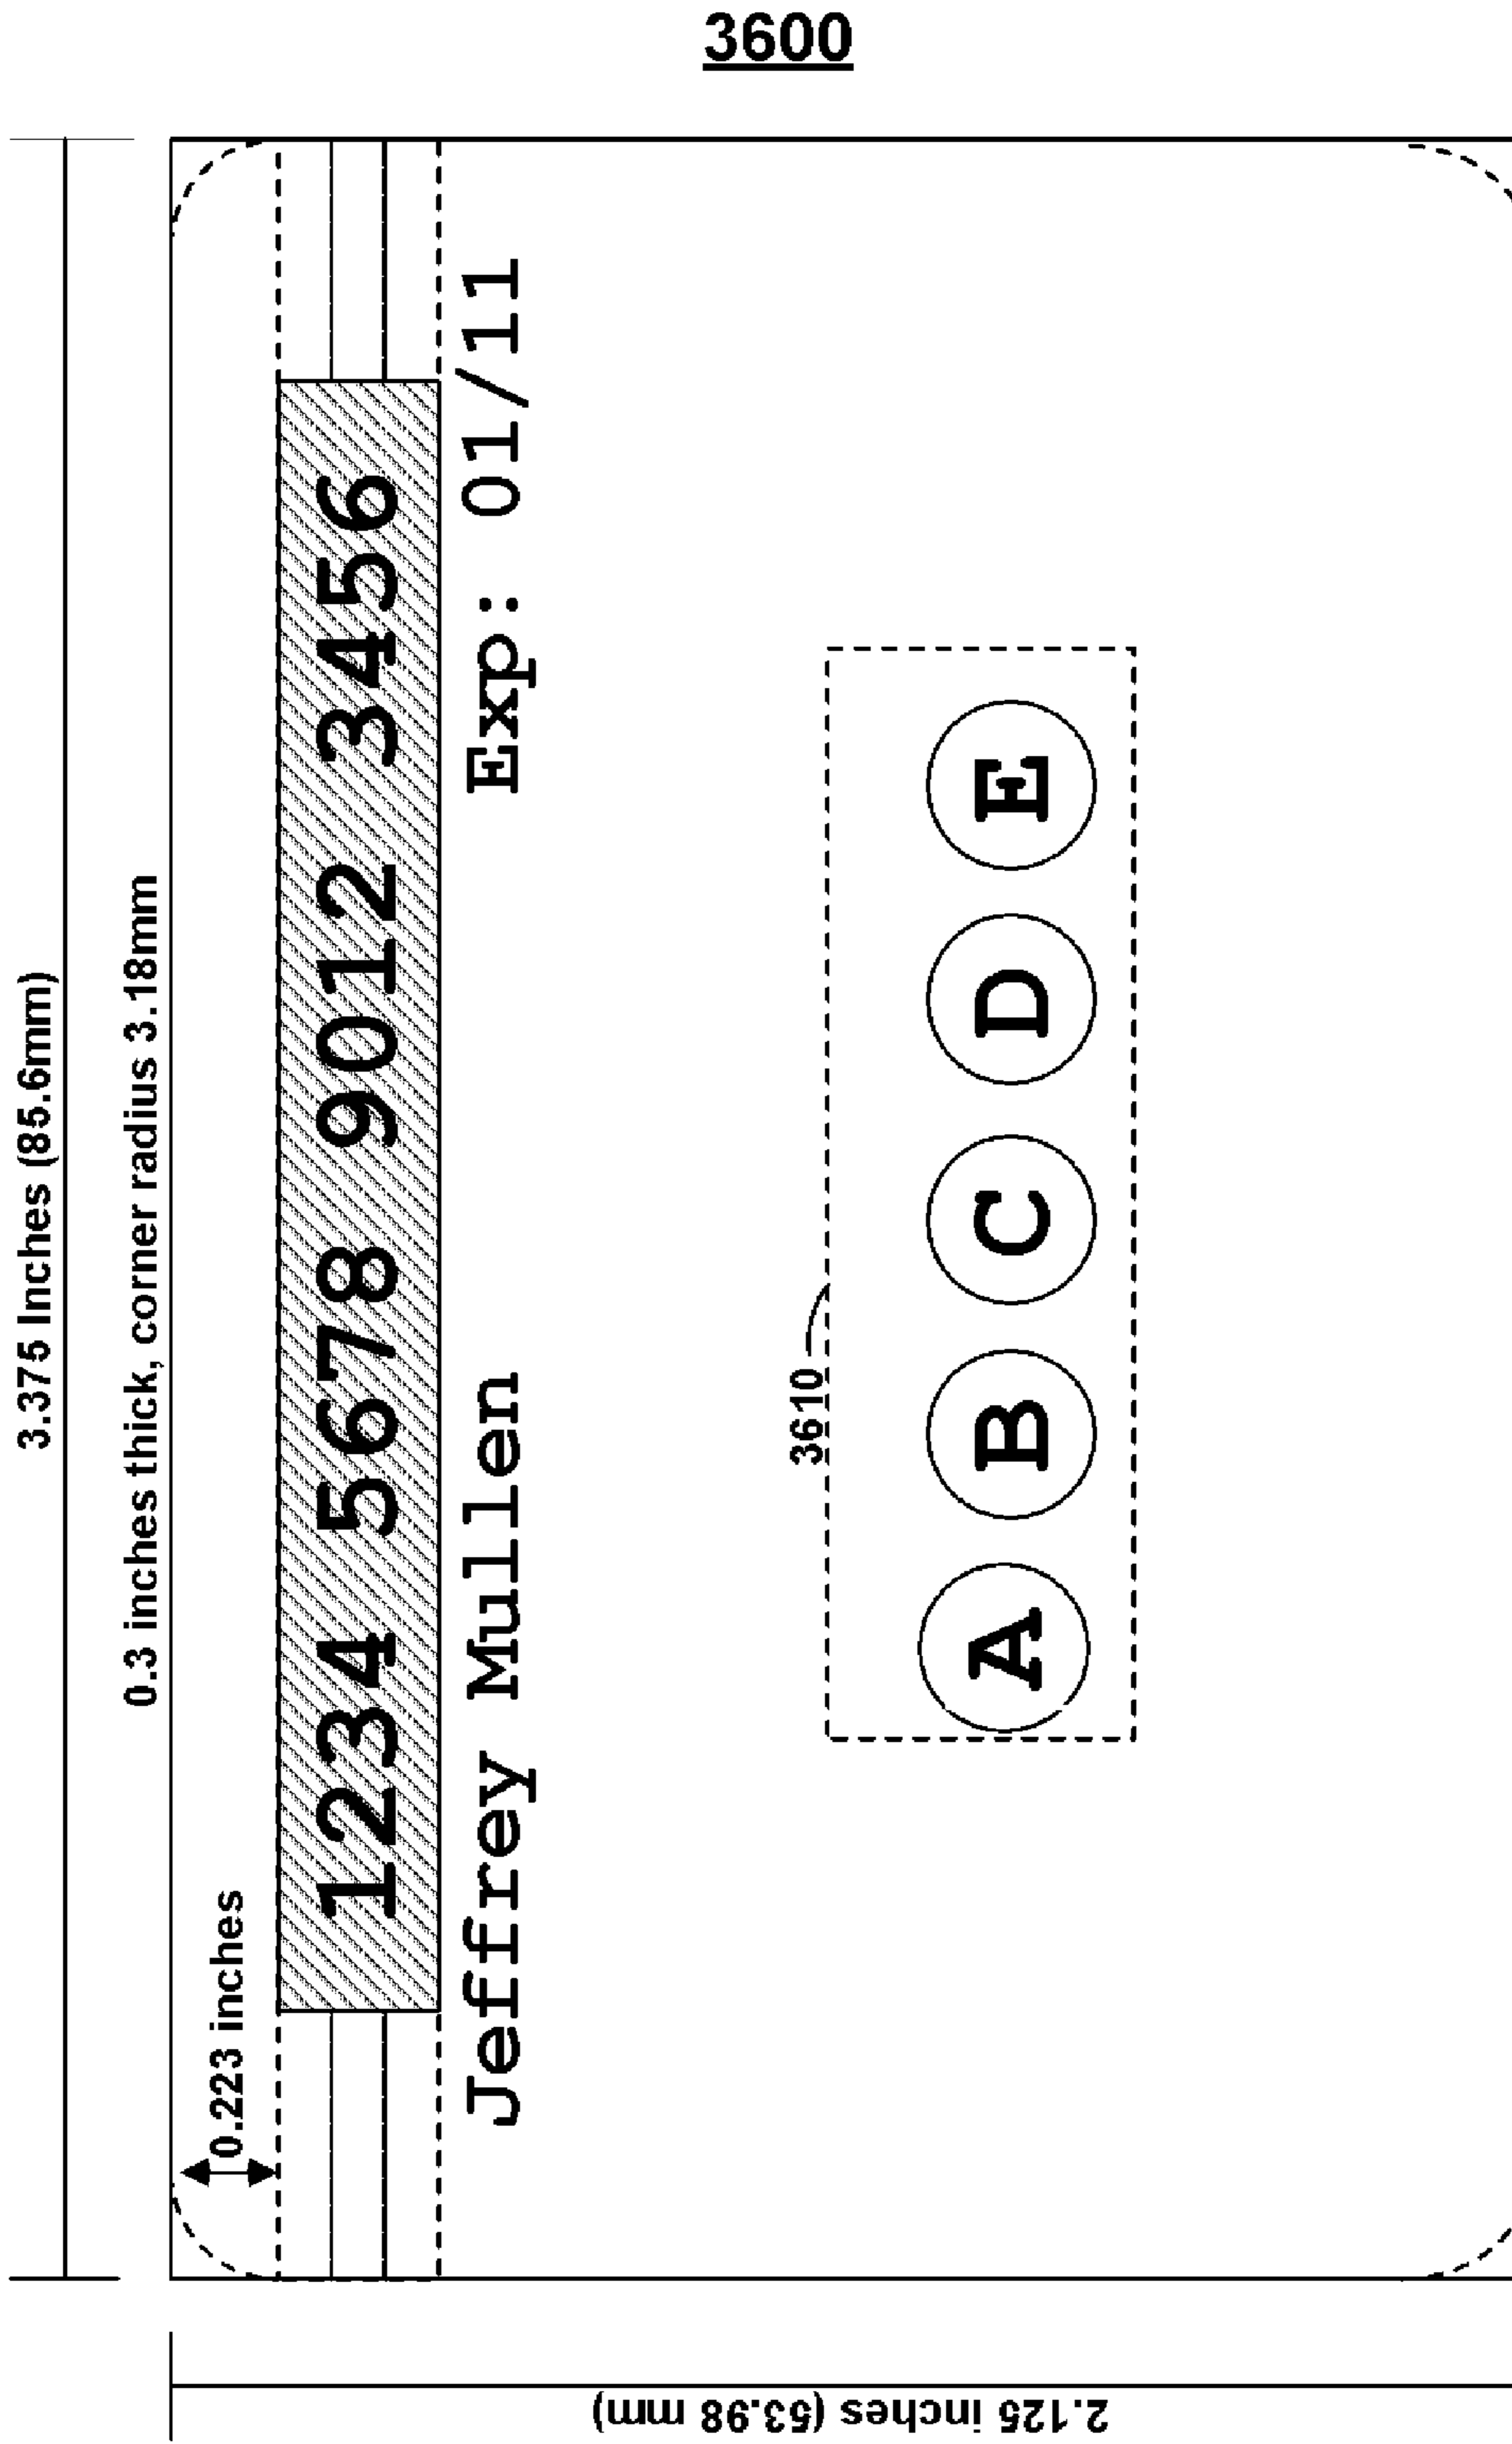 3600
3.375 Inches (85.6mm)
0.3 inches thick, corner radius 3.18mm
0.223 inches
1234 5678 9012 3456
Jeffrey Mullen Exp: 01/11
3610
A B C D E
2.125 inches (53.98 mm)